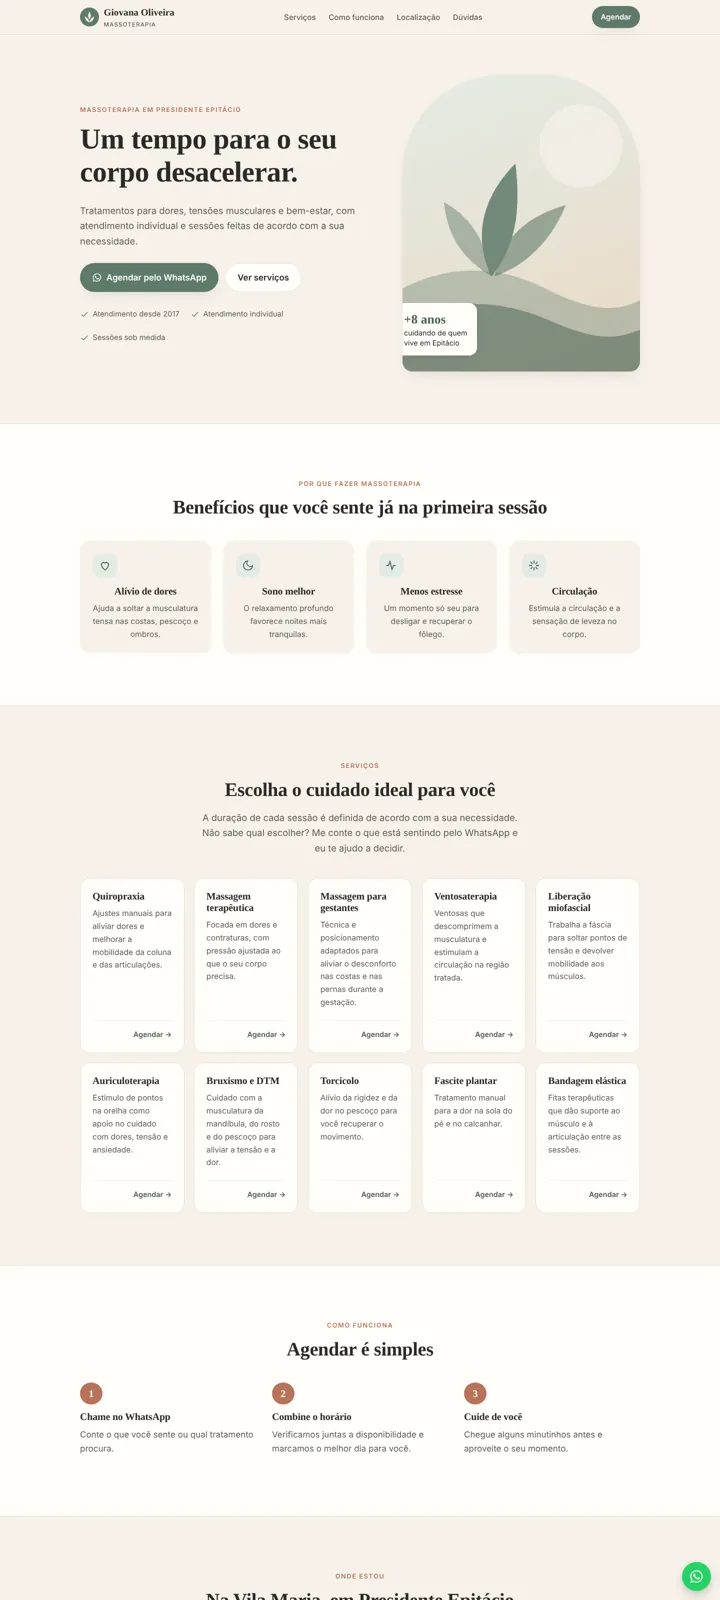 Giovana Oliveira
MASSOTERAPIA
Serviços
Como funciona
Localização
Dúvidas
Agendar
MASSOTERAPIA EM PRESIDENTE EPITÁCIO
Um tempo para o seu
corpo desacelerar.
Tratamentos para dores, tensões musculares e bem-estar, com
atendimento individual e sessões feitas de acordo com a sua
necessidade.
Agendar pelo WhatsApp
Ver serviços
Atendimento desde 2017
Atendimento individual
Sessões sob medida
+8 anos
cuidando de quem
vive em Epitácio
POR QUE FAZER MASSOTERAPIA
Benefícios que você sente já na primeira sessão
Alívio de dores
Ajuda a soltar a musculatura
tensa nas costas, pescoço e
ombros.
Sono melhor
O relaxamento profundo
favorece noites mais
tranquilas.
Menos estresse
Um momento só seu para
desligar e recuperar o
fôlego.
Circulação
Estimula a circulação e a
sensação de leveza no
corpo.
SERVIÇOS
Escolha o cuidado ideal para você
A duração de cada sessão é definida de acordo com a sua necessidade.
Não sabe qual escolher? Me conte o que está sentindo pelo WhatsApp e
eu te ajudo a decidir.
Quiropraxia
Ajustes manuais para
aliviar dores e
melhorar a
mobilidade da coluna
e das articulações.
Agendar →
Massagem
terapêutica
Focada em dores e
contraturas, com
pressão ajustada ao
que o seu corpo
precisa.
Agendar →
Massagem para
gestantes
Técnica e
posicionamento
adaptados para
aliviar o desconforto
nas costas e nas
pernas durante a
gestação.
Agendar →
Ventosaterapia
Ventosas que
descomprimem a
musculatura e
estimulam a
circulação na região
tratada.
Agendar →
Liberação
miofascial
Trabalha a fáscia
para soltar pontos de
tensão e devolver
mobilidade aos
músculos.
Agendar →
Auriculoterapia
Estímulo de pontos
na orelha como
apoio no cuidado
com dores, tensão e
ansiedade.
Agendar →
Bruxismo e DTM
Cuidado com a
musculatura da
mandíbula, do rosto
e do pescoço para
aliviar a tensão e a
dor.
Agendar →
Torcicolo
Alívio da rigidez e da
dor no pescoço para
você recuperar o
movimento.
Agendar →
Fascite plantar
Tratamento manual
para a dor na sola do
pé e no calcanhar.
Agendar →
Bandagem elástica
Fitas terapêuticas
que dão suporte ao
músculo e à
articulação entre as
sessões.
Agendar →
COMO FUNCIONA
Agendar é simples
1
Chame no WhatsApp
Conte o que você sente ou qual tratamento
procura.
2
Combine o horário
Verificamos juntas a disponibilidade e
marcamos o melhor dia para você.
3
Cuide de você
Chegue alguns minutinhos antes e
aproveite o seu momento.
ONDE ESTOU
Na Vila Maria, em Presidente Epitácio